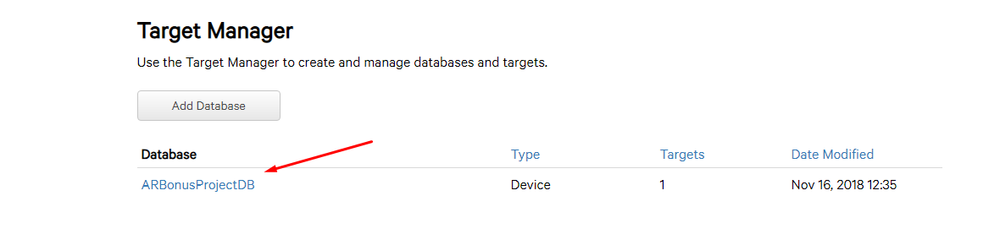 Target Manager
Use the Target Manager to create and manage databases and targets.
Add Database
Database Type Targets Date Modified
ARBonusProjectDB Device 1 Nov 16, 2018 12:35